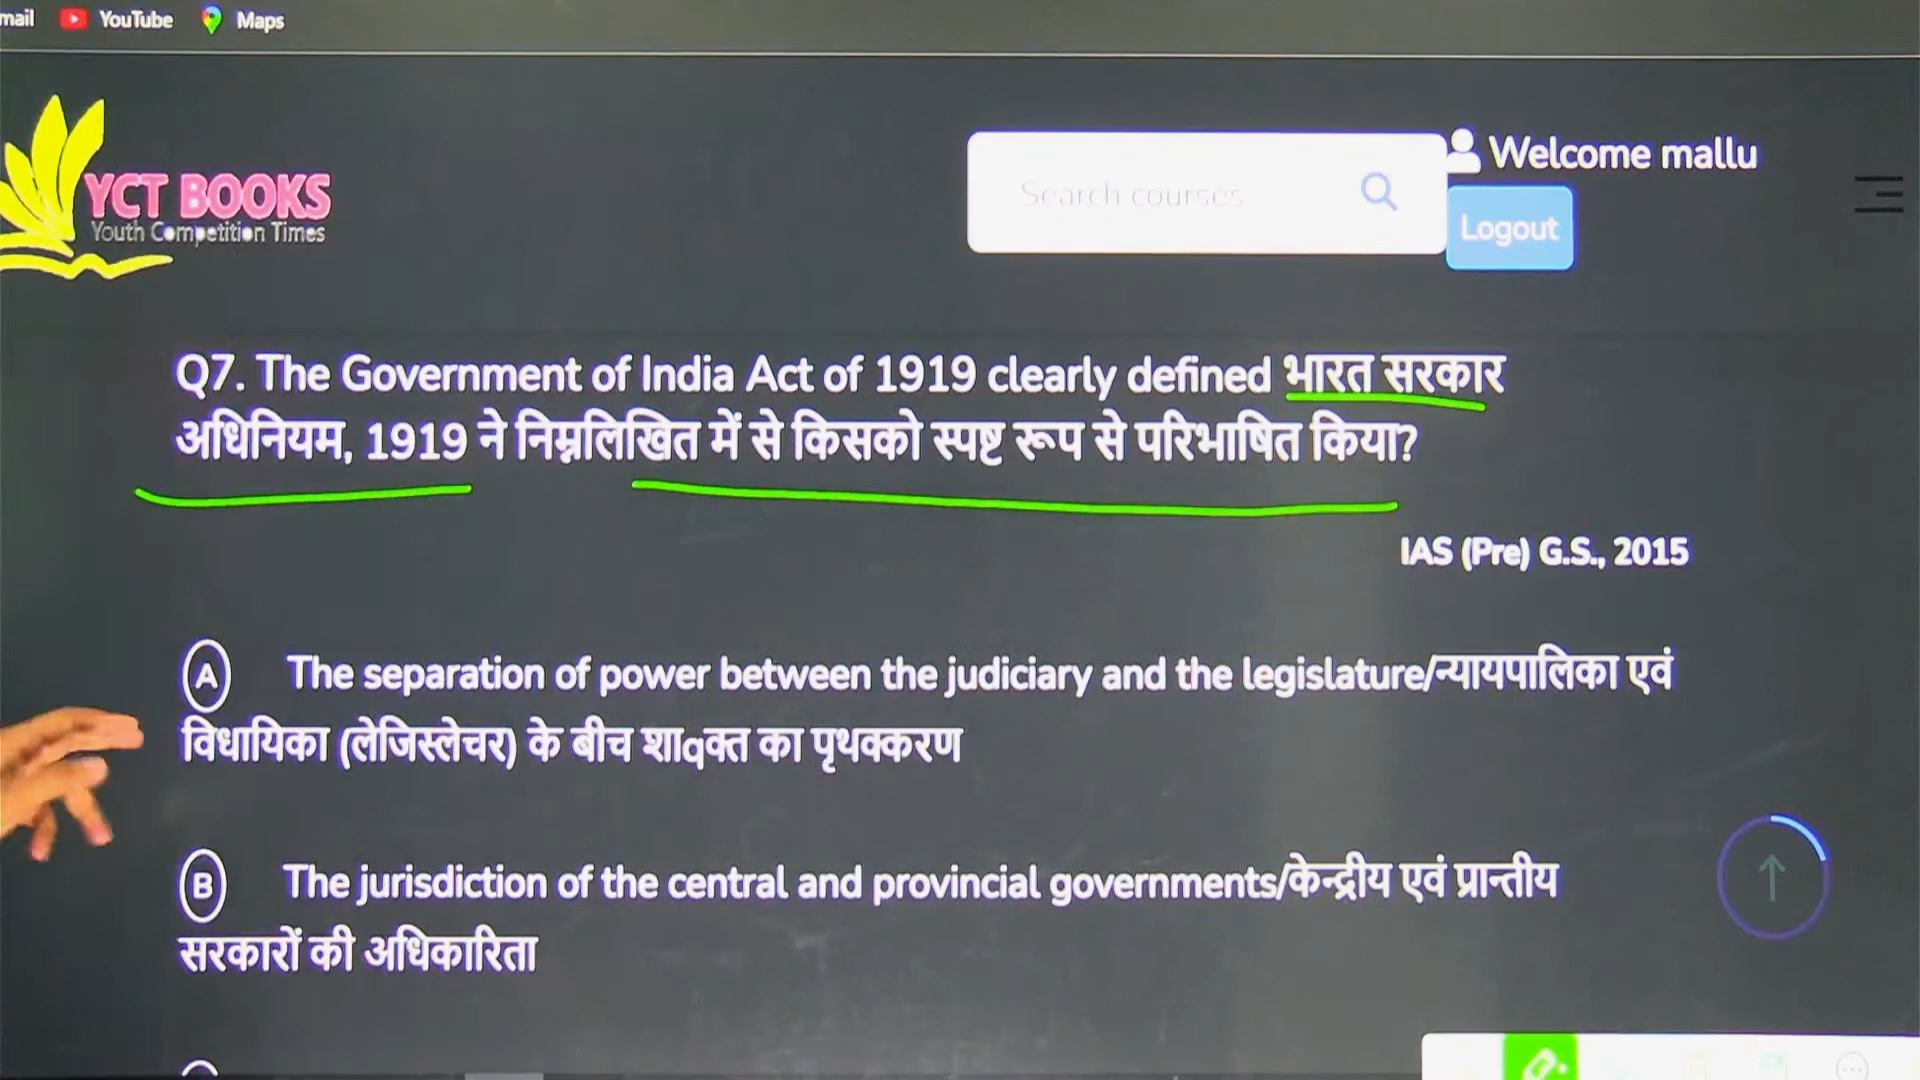 mail YouTube Maps
YCT BOOKS
Youth Competition Times
Search courses
Welcome mallu
Logout
Q7. The Government of India Act of 1919 clearly defined भारत सरकार
अधिनियम, 1919 ने निम्नलिखित में से किसको स्पष्ट रूप से परिभाषित किया?
IAS (Pre) G.S., 2015
A The separation of power between the judiciary and the legislature/न्यायपालिका एवं
विधायिका (लेजिस्लेचर) के बीच शाqक्त का पृथक्करण
B The jurisdiction of the central and provincial governments/केन्द्रीय एवं प्रान्तीय
सरकारों की अधिकारिता